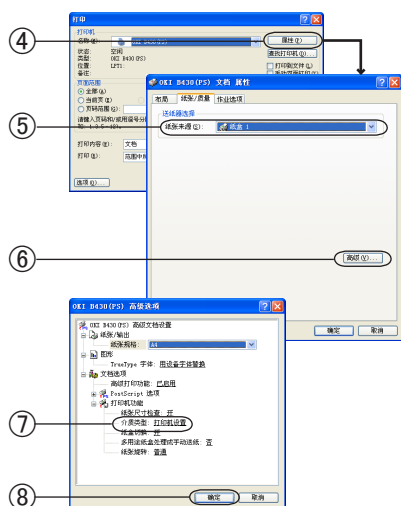 打印
打印机
④
名称(N):
OKI B430(PS)
属性(P)
状态:
空闲
查找打印机(D)...
类型:
OKI B430(PS)
位置:
LPT1:
打印到文件(L)
备注:
页面范围
全部(A)
当前页(E)
页码范围(G):
打印内容(W):
文档
打印(R):
选项(O)...
OKI B430(PS) 文档 属性
布局
纸张/质量
作业选项
送纸器选择
⑤
纸张来源(S):
纸盒 1
⑥
高级(V)...
确定
取消
OKI B430(PS) 高级选项
OKI B430(PS) 高级文档设置
纸张/输出
纸张规格:
A4
图形
TrueType 字体: 用设备字体替换
文档选项
高级打印功能: 已启用
PostScript 选项
打印机功能
纸张尺寸检查: 开
⑦
介质类型: 打印机设置
纸盒切换: 开
多用途纸盒处理成手动送纸: 否
纸张旋转: 普通
⑧
确定
取消